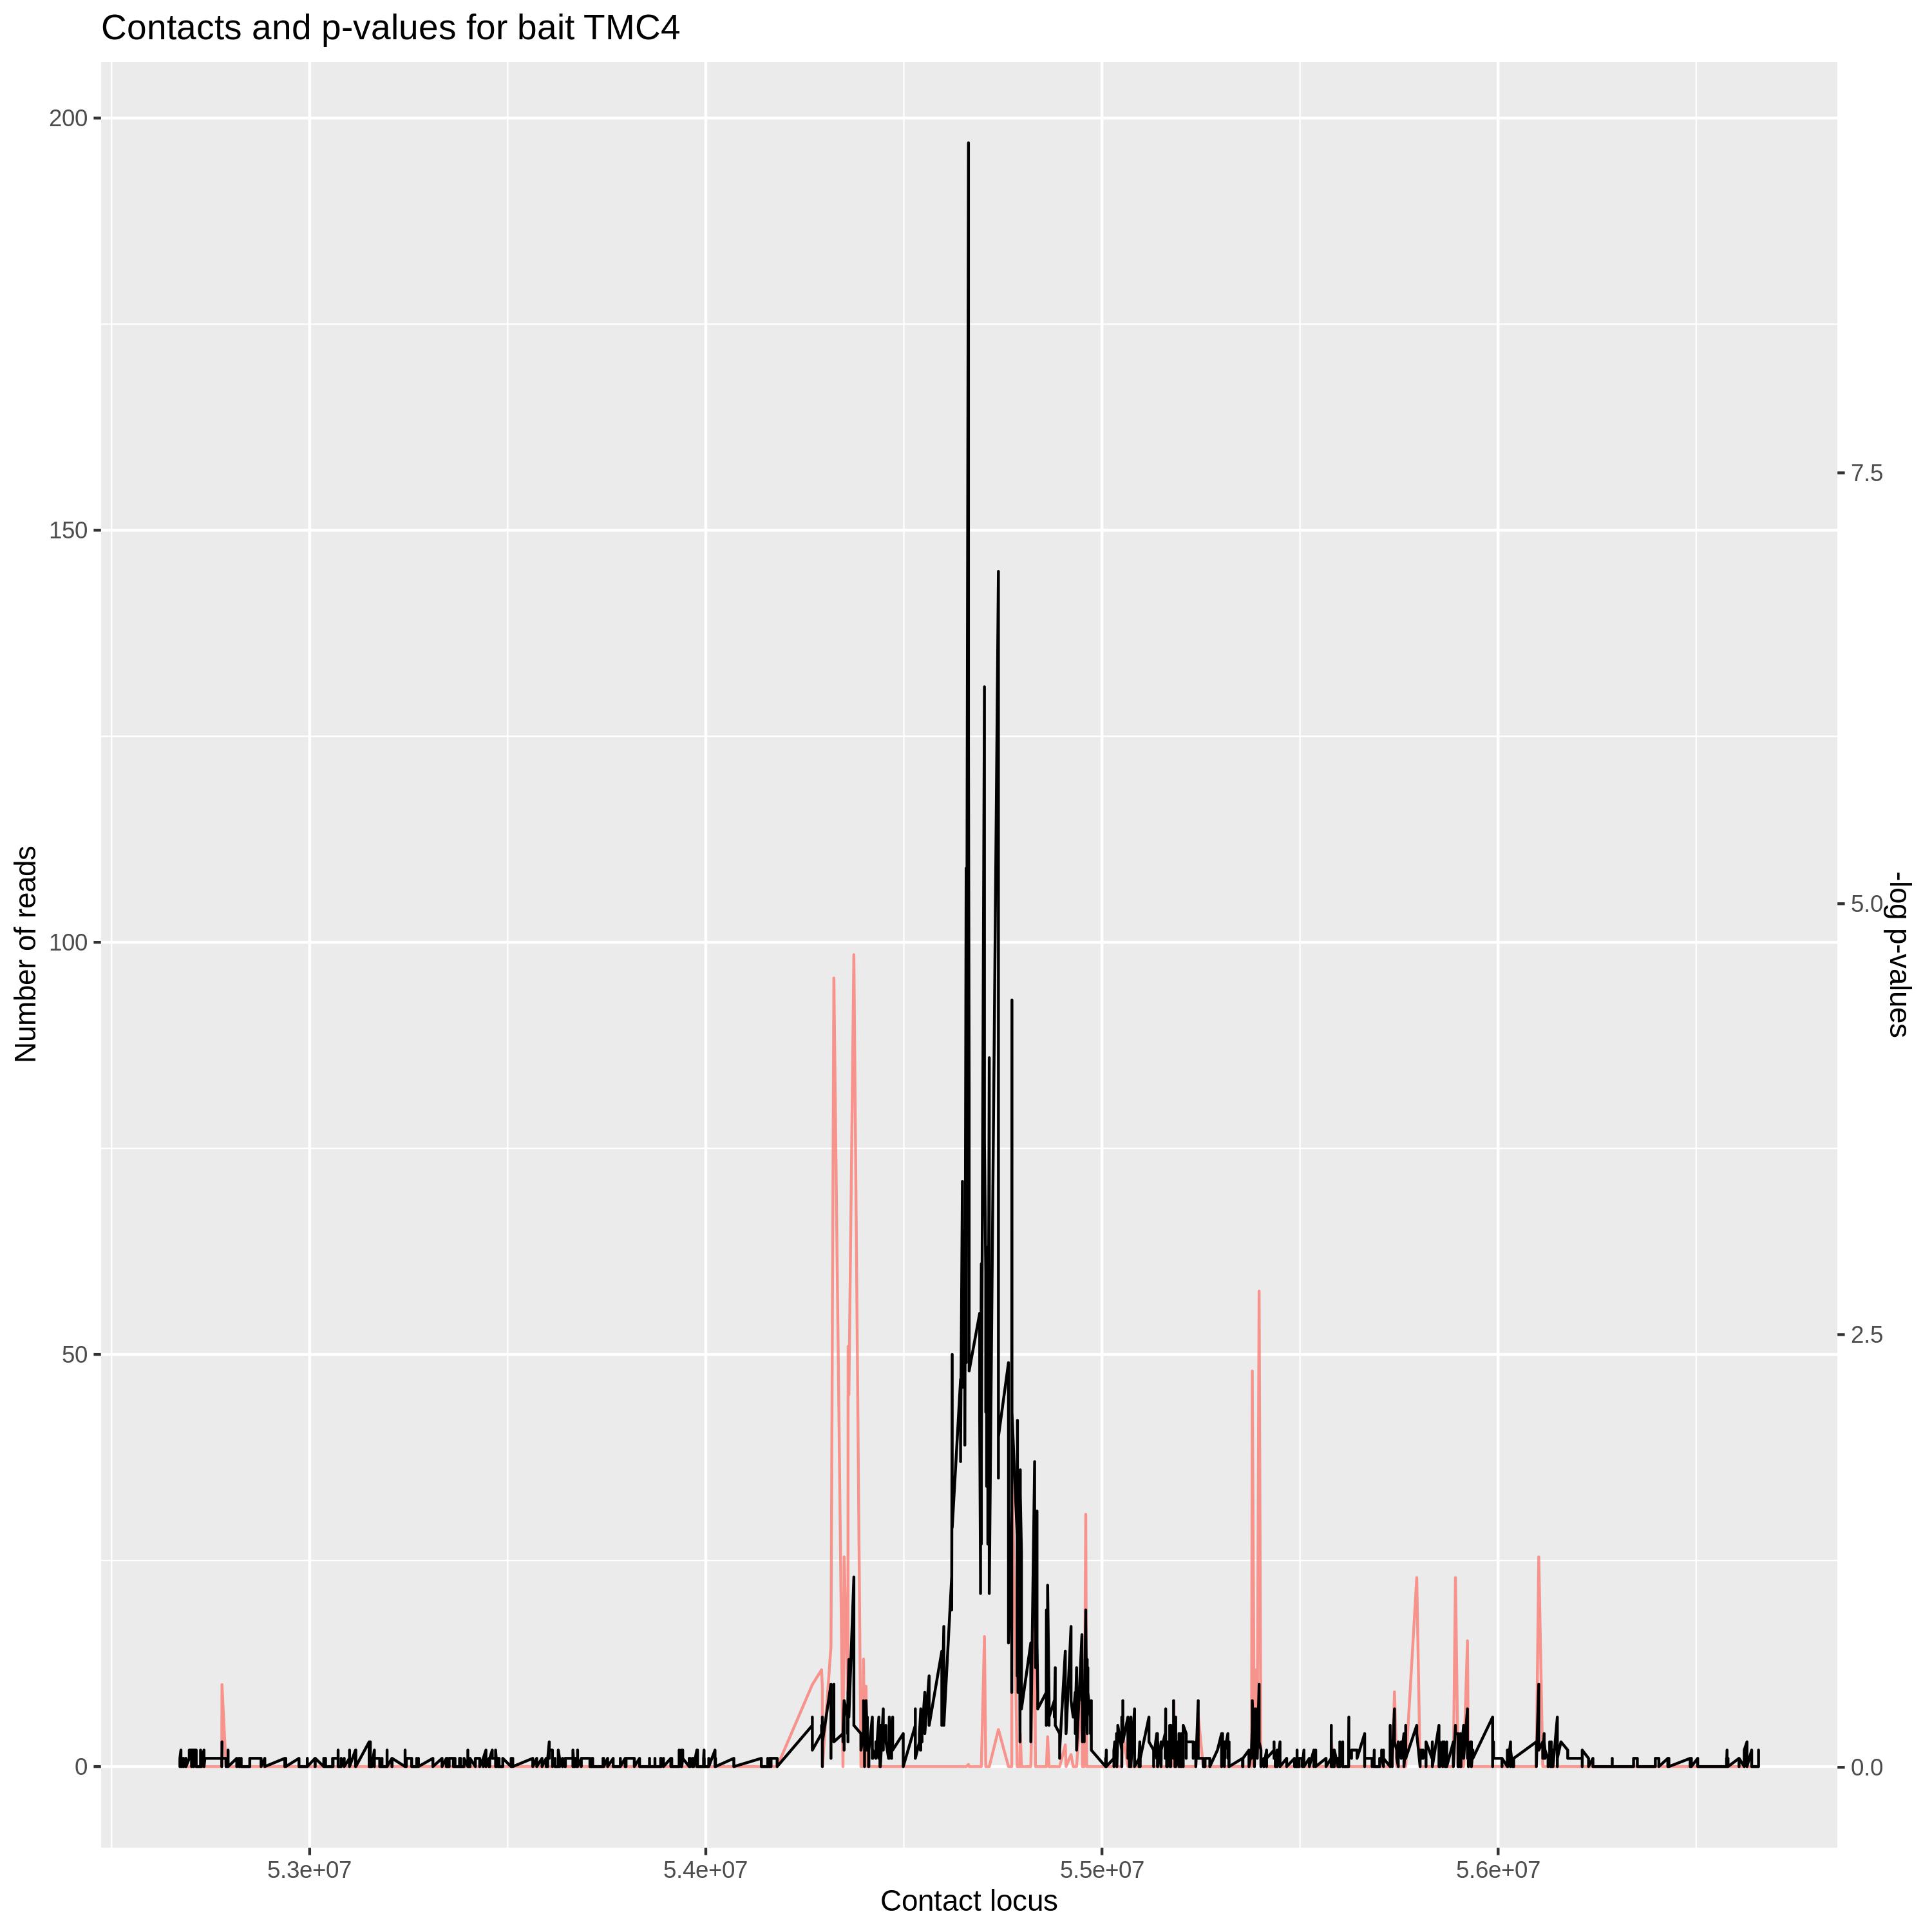 Contacts and p-values for bait TMC4
200
150
100
50
0
Number of reads
7.5
5.0
2.5
0.0
-log p-values
5.3e+07
5.4e+07
5.5e+07
5.6e+07
Contact locus